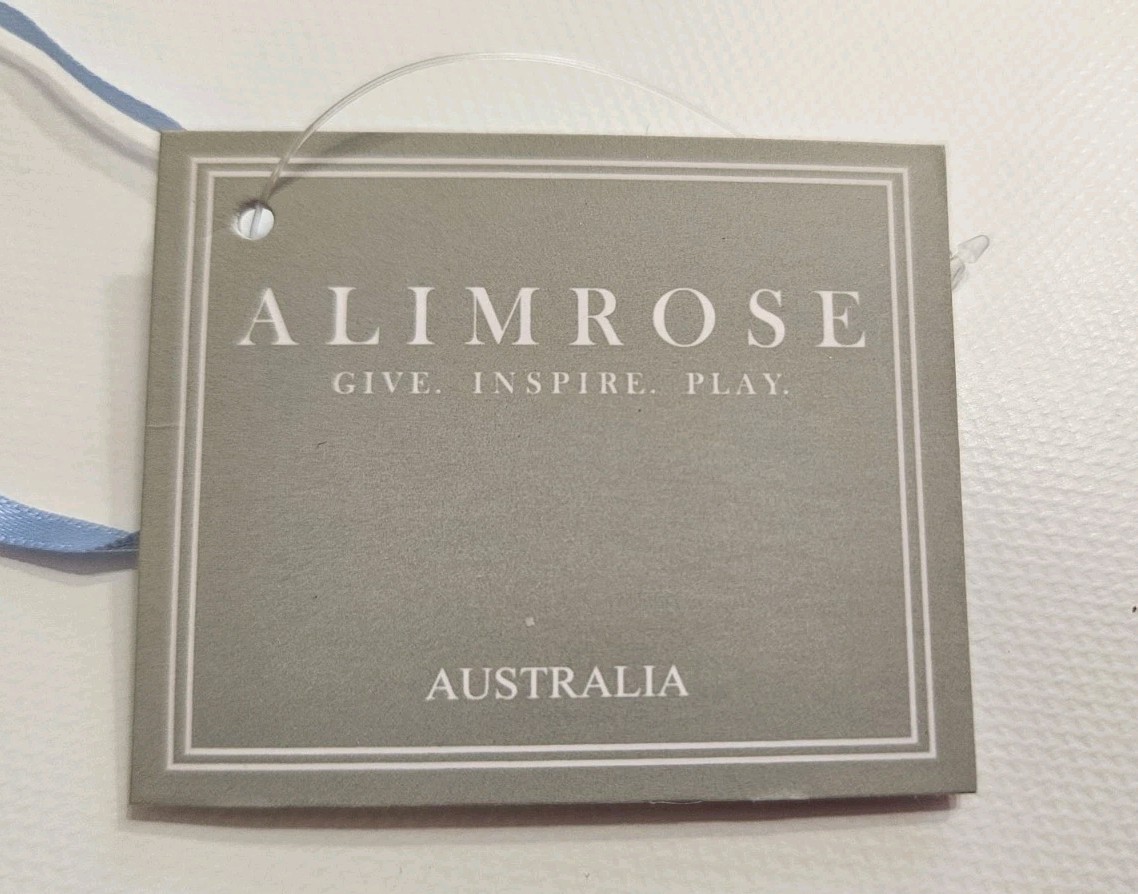 ALIMROSE
GIVE. INSPIRE. PLAY.
AUSTRALIA